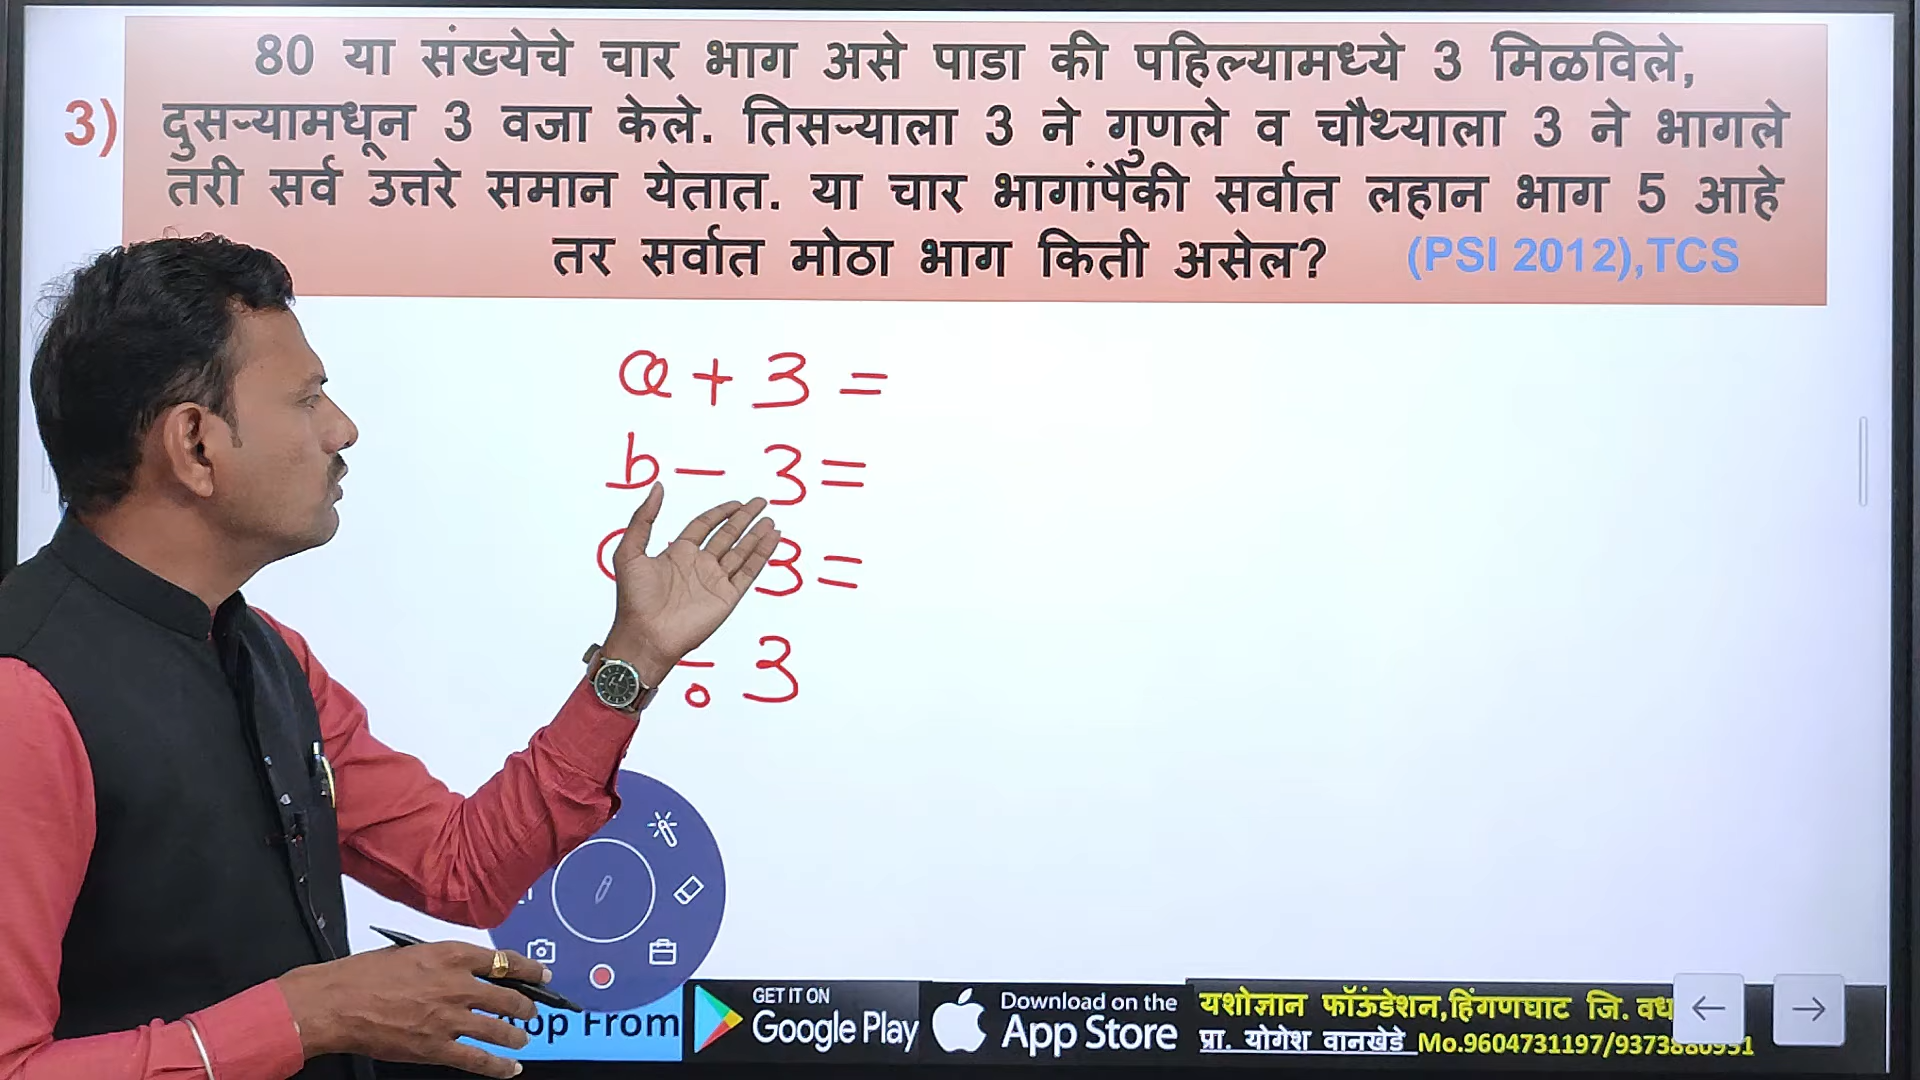 80 या संख्येचे चार भाग असे पाडा की पहिल्यामध्ये 3 मिळविले,
3) दुसऱ्यामधून 3 वजा केले. तिसऱ्याला 3 ने गुणले व चौथ्याला 3 ने भागले
तरी सर्व उत्तरे समान येतात. या चार भागांपैकी सर्वात लहान भाग 5 आहे
तर सर्वात मोठा भाग किती असेल? (PSI 2012),TCS
a + 3 =
b - 3 =
3 =
÷ 3
From
GET IT ON
Google Play
Download on the
App Store
यशोज्ञान फॉऊंडेशन,हिंगणघाट जि.
प्रा. योगेश वानखेडे Mo.9604731197/